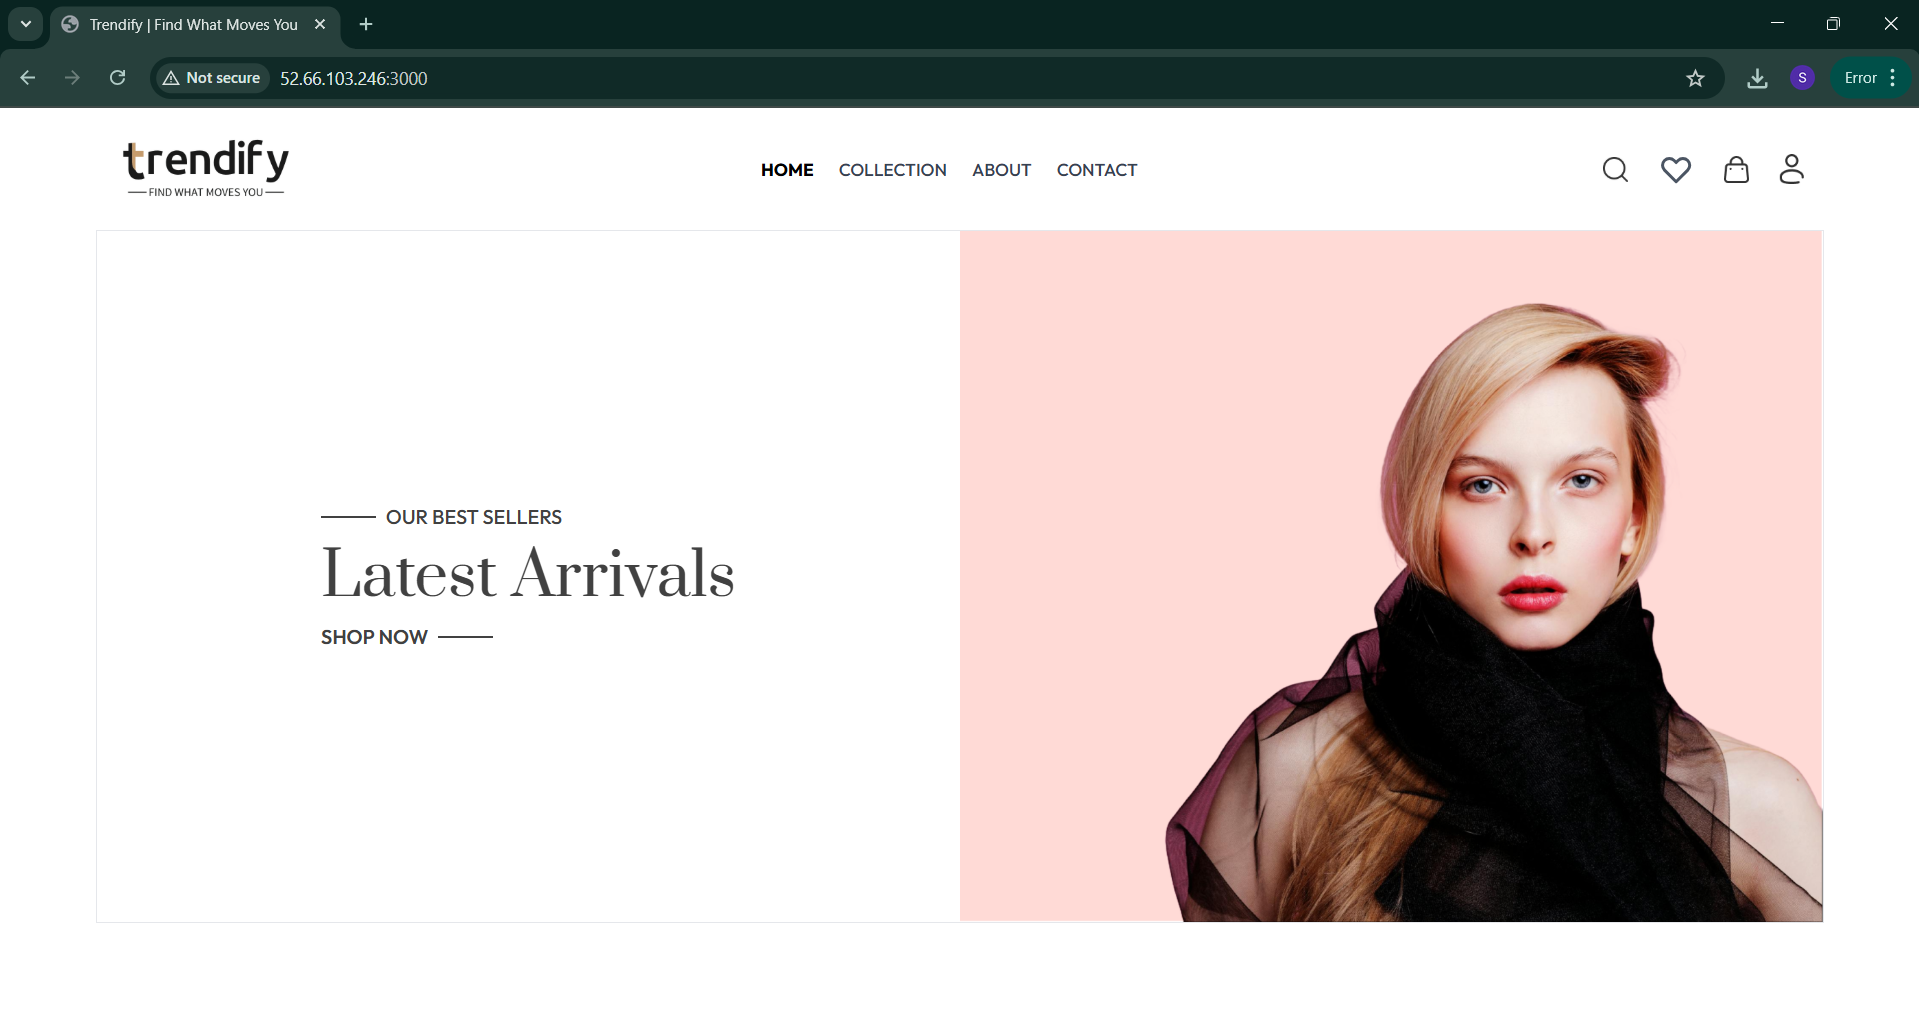 Trendify | Find What Moves You
Not secure
52.66.103.246:3000
S
Error
trendify
FIND WHAT MOVES YOU
HOME COLLECTION ABOUT CONTACT
OUR BEST SELLERS
Latest Arrivals
SHOP NOW